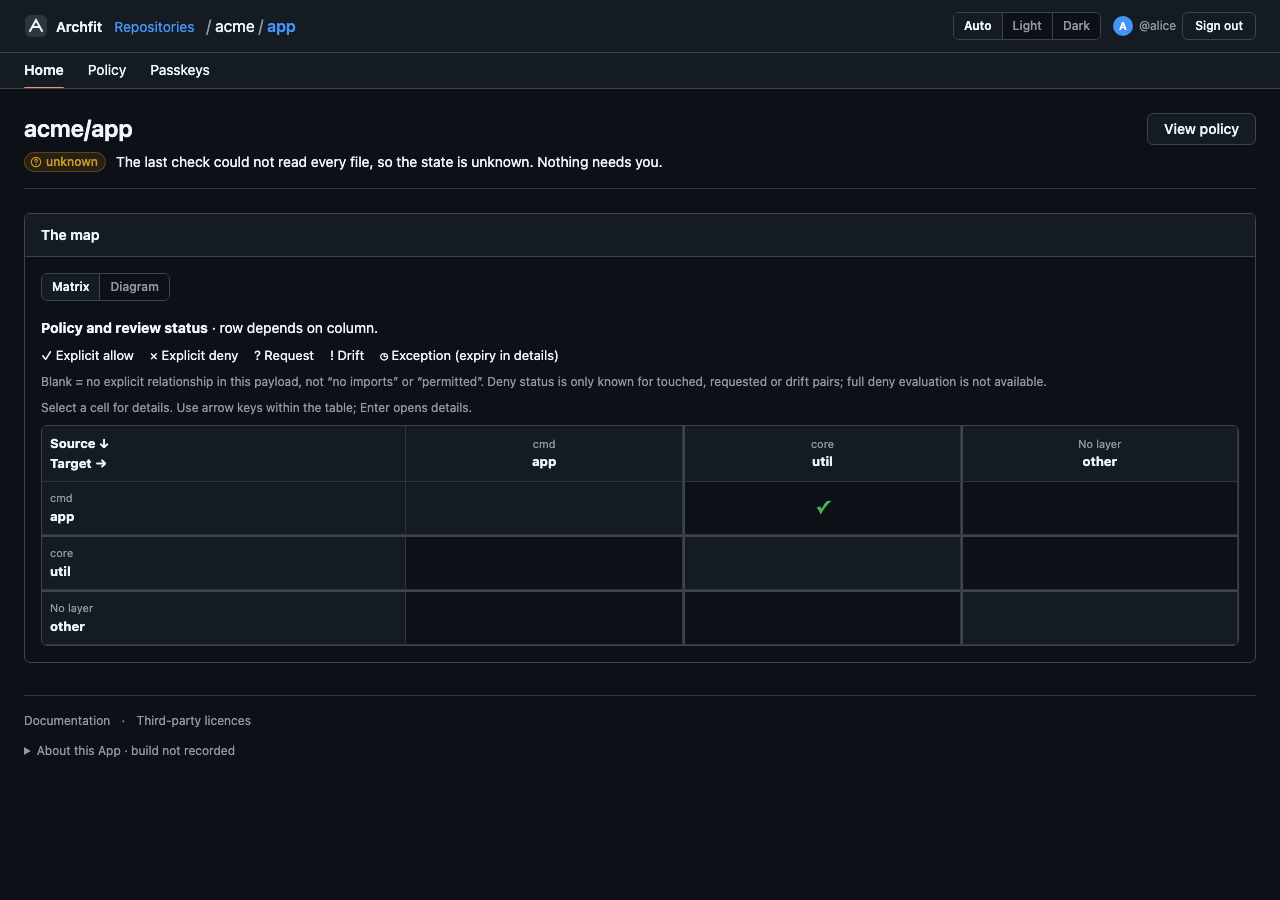 Archfit Repositories / acme / app
Auto Light Dark A @alice Sign out
Home Policy Passkeys
acme/app
View policy
unknown The last check could not read every file, so the state is unknown. Nothing needs you.
The map
Matrix Diagram
Policy and review status · row depends on column.
✓ Explicit allow × Explicit deny ? Request ! Drift ◷ Exception (expiry in details)
Blank = no explicit relationship in this payload, not “no imports” or “permitted”. Deny status is only known for touched, requested or drift pairs; full deny evaluation is not available.
Select a cell for details. Use arrow keys within the table; Enter opens details.
Source ↓
Target →
cmd
app
core
util
No layer
other
cmd
app
✓
core
util
No layer
other
Documentation · Third-party licences
▶ About this App · build not recorded